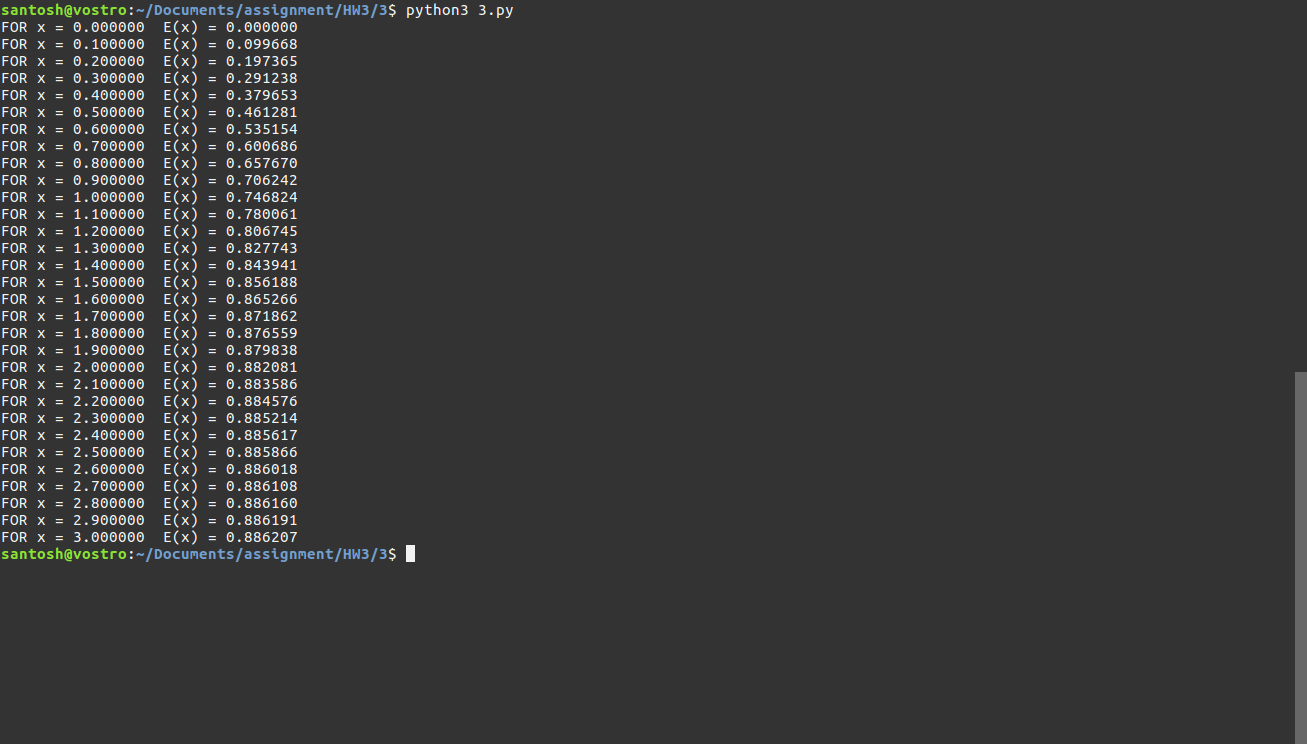 santosh@vostro:~/Documents/assignment/HW3/3$ python3 3.py
FOR x = 0.000000  E(x) = 0.000000
FOR x = 0.100000  E(x) = 0.099668
FOR x = 0.200000  E(x) = 0.197365
FOR x = 0.300000  E(x) = 0.291238
FOR x = 0.400000  E(x) = 0.379653
FOR x = 0.500000  E(x) = 0.461281
FOR x = 0.600000  E(x) = 0.535154
FOR x = 0.700000  E(x) = 0.600686
FOR x = 0.800000  E(x) = 0.657670
FOR x = 0.900000  E(x) = 0.706242
FOR x = 1.000000  E(x) = 0.746824
FOR x = 1.100000  E(x) = 0.780061
FOR x = 1.200000  E(x) = 0.806745
FOR x = 1.300000  E(x) = 0.827743
FOR x = 1.400000  E(x) = 0.843941
FOR x = 1.500000  E(x) = 0.856188
FOR x = 1.600000  E(x) = 0.865266
FOR x = 1.700000  E(x) = 0.871862
FOR x = 1.800000  E(x) = 0.876559
FOR x = 1.900000  E(x) = 0.879838
FOR x = 2.000000  E(x) = 0.882081
FOR x = 2.100000  E(x) = 0.883586
FOR x = 2.200000  E(x) = 0.884576
FOR x = 2.300000  E(x) = 0.885214
FOR x = 2.400000  E(x) = 0.885617
FOR x = 2.500000  E(x) = 0.885866
FOR x = 2.600000  E(x) = 0.886018
FOR x = 2.700000  E(x) = 0.886108
FOR x = 2.800000  E(x) = 0.886160
FOR x = 2.900000  E(x) = 0.886191
FOR x = 3.000000  E(x) = 0.886207
santosh@vostro:~/Documents/assignment/HW3/3$